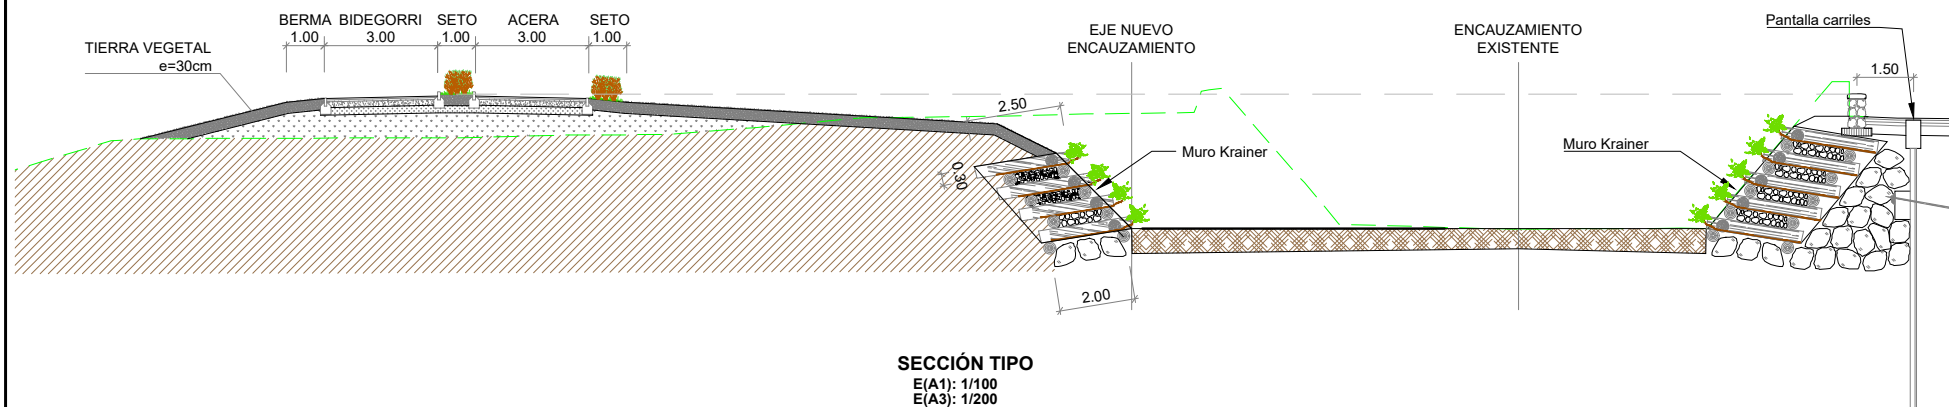 BERMA BIDEGORRI SETO ACERA SETO
1.00 3.00 1.00 3.00 1.00
TIERRA VEGETAL
e=30cm
EJE NUEVO
ENCAUZAMIENTO
ENCAUZAMIENTO
EXISTENTE
Pantalla carriles
1.50
2.50
0.30
Muro Krainer
Muro Krainer
2.00
SECCIÓN TIPO
E(A1): 1/100
E(A3): 1/200